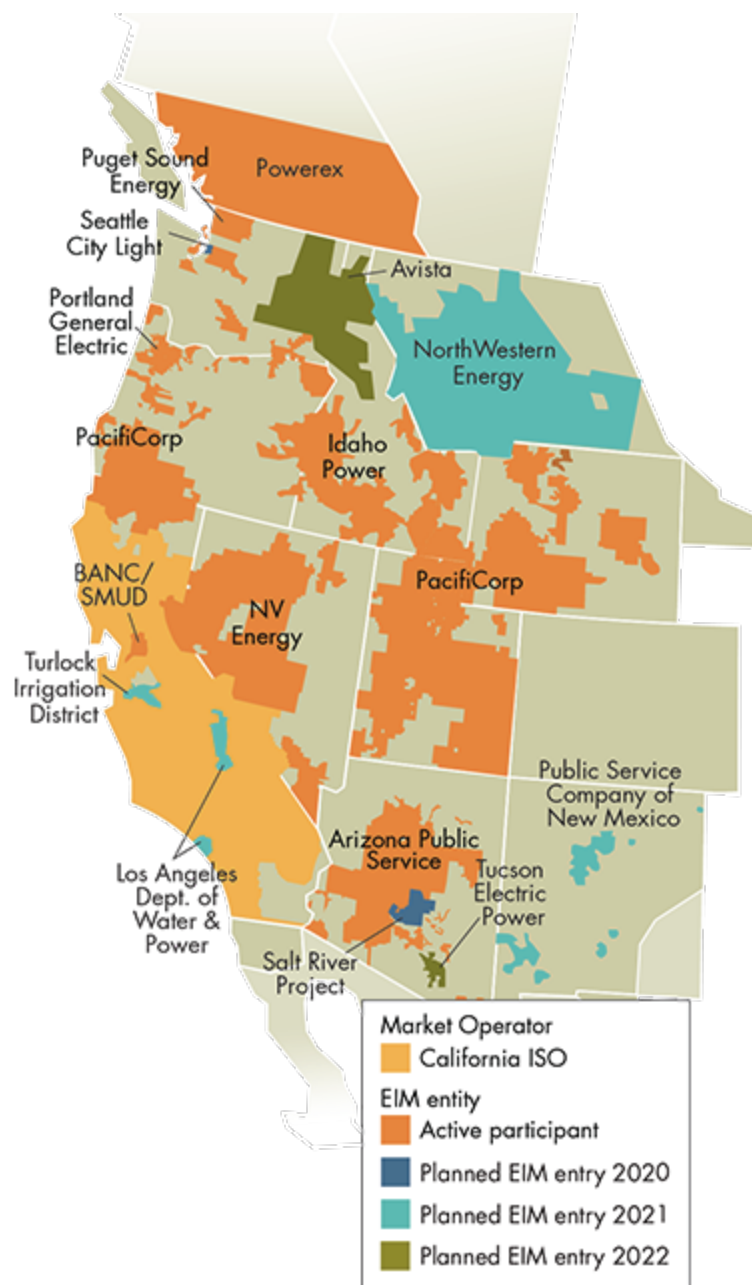 Puget Sound
Energy
Powerex
Seattle
City Light
Avista
Portland
General
Electric
NorthWestern
Energy
PacifiCorp
Idaho
Power
BANC/
SMUD
NV
Energy
PacifiCorp
Turlock
Irrigation
District
Public Service
Company of
New Mexico
Arizona Public
Service
Los Angeles
Dept. of
Water &
Power
Tucson
Electric
Power
Salt River
Project
Market Operator
California ISO
EIM entity
Active participant
Planned EIM entry 2020
Planned EIM entry 2021
Planned EIM entry 2022